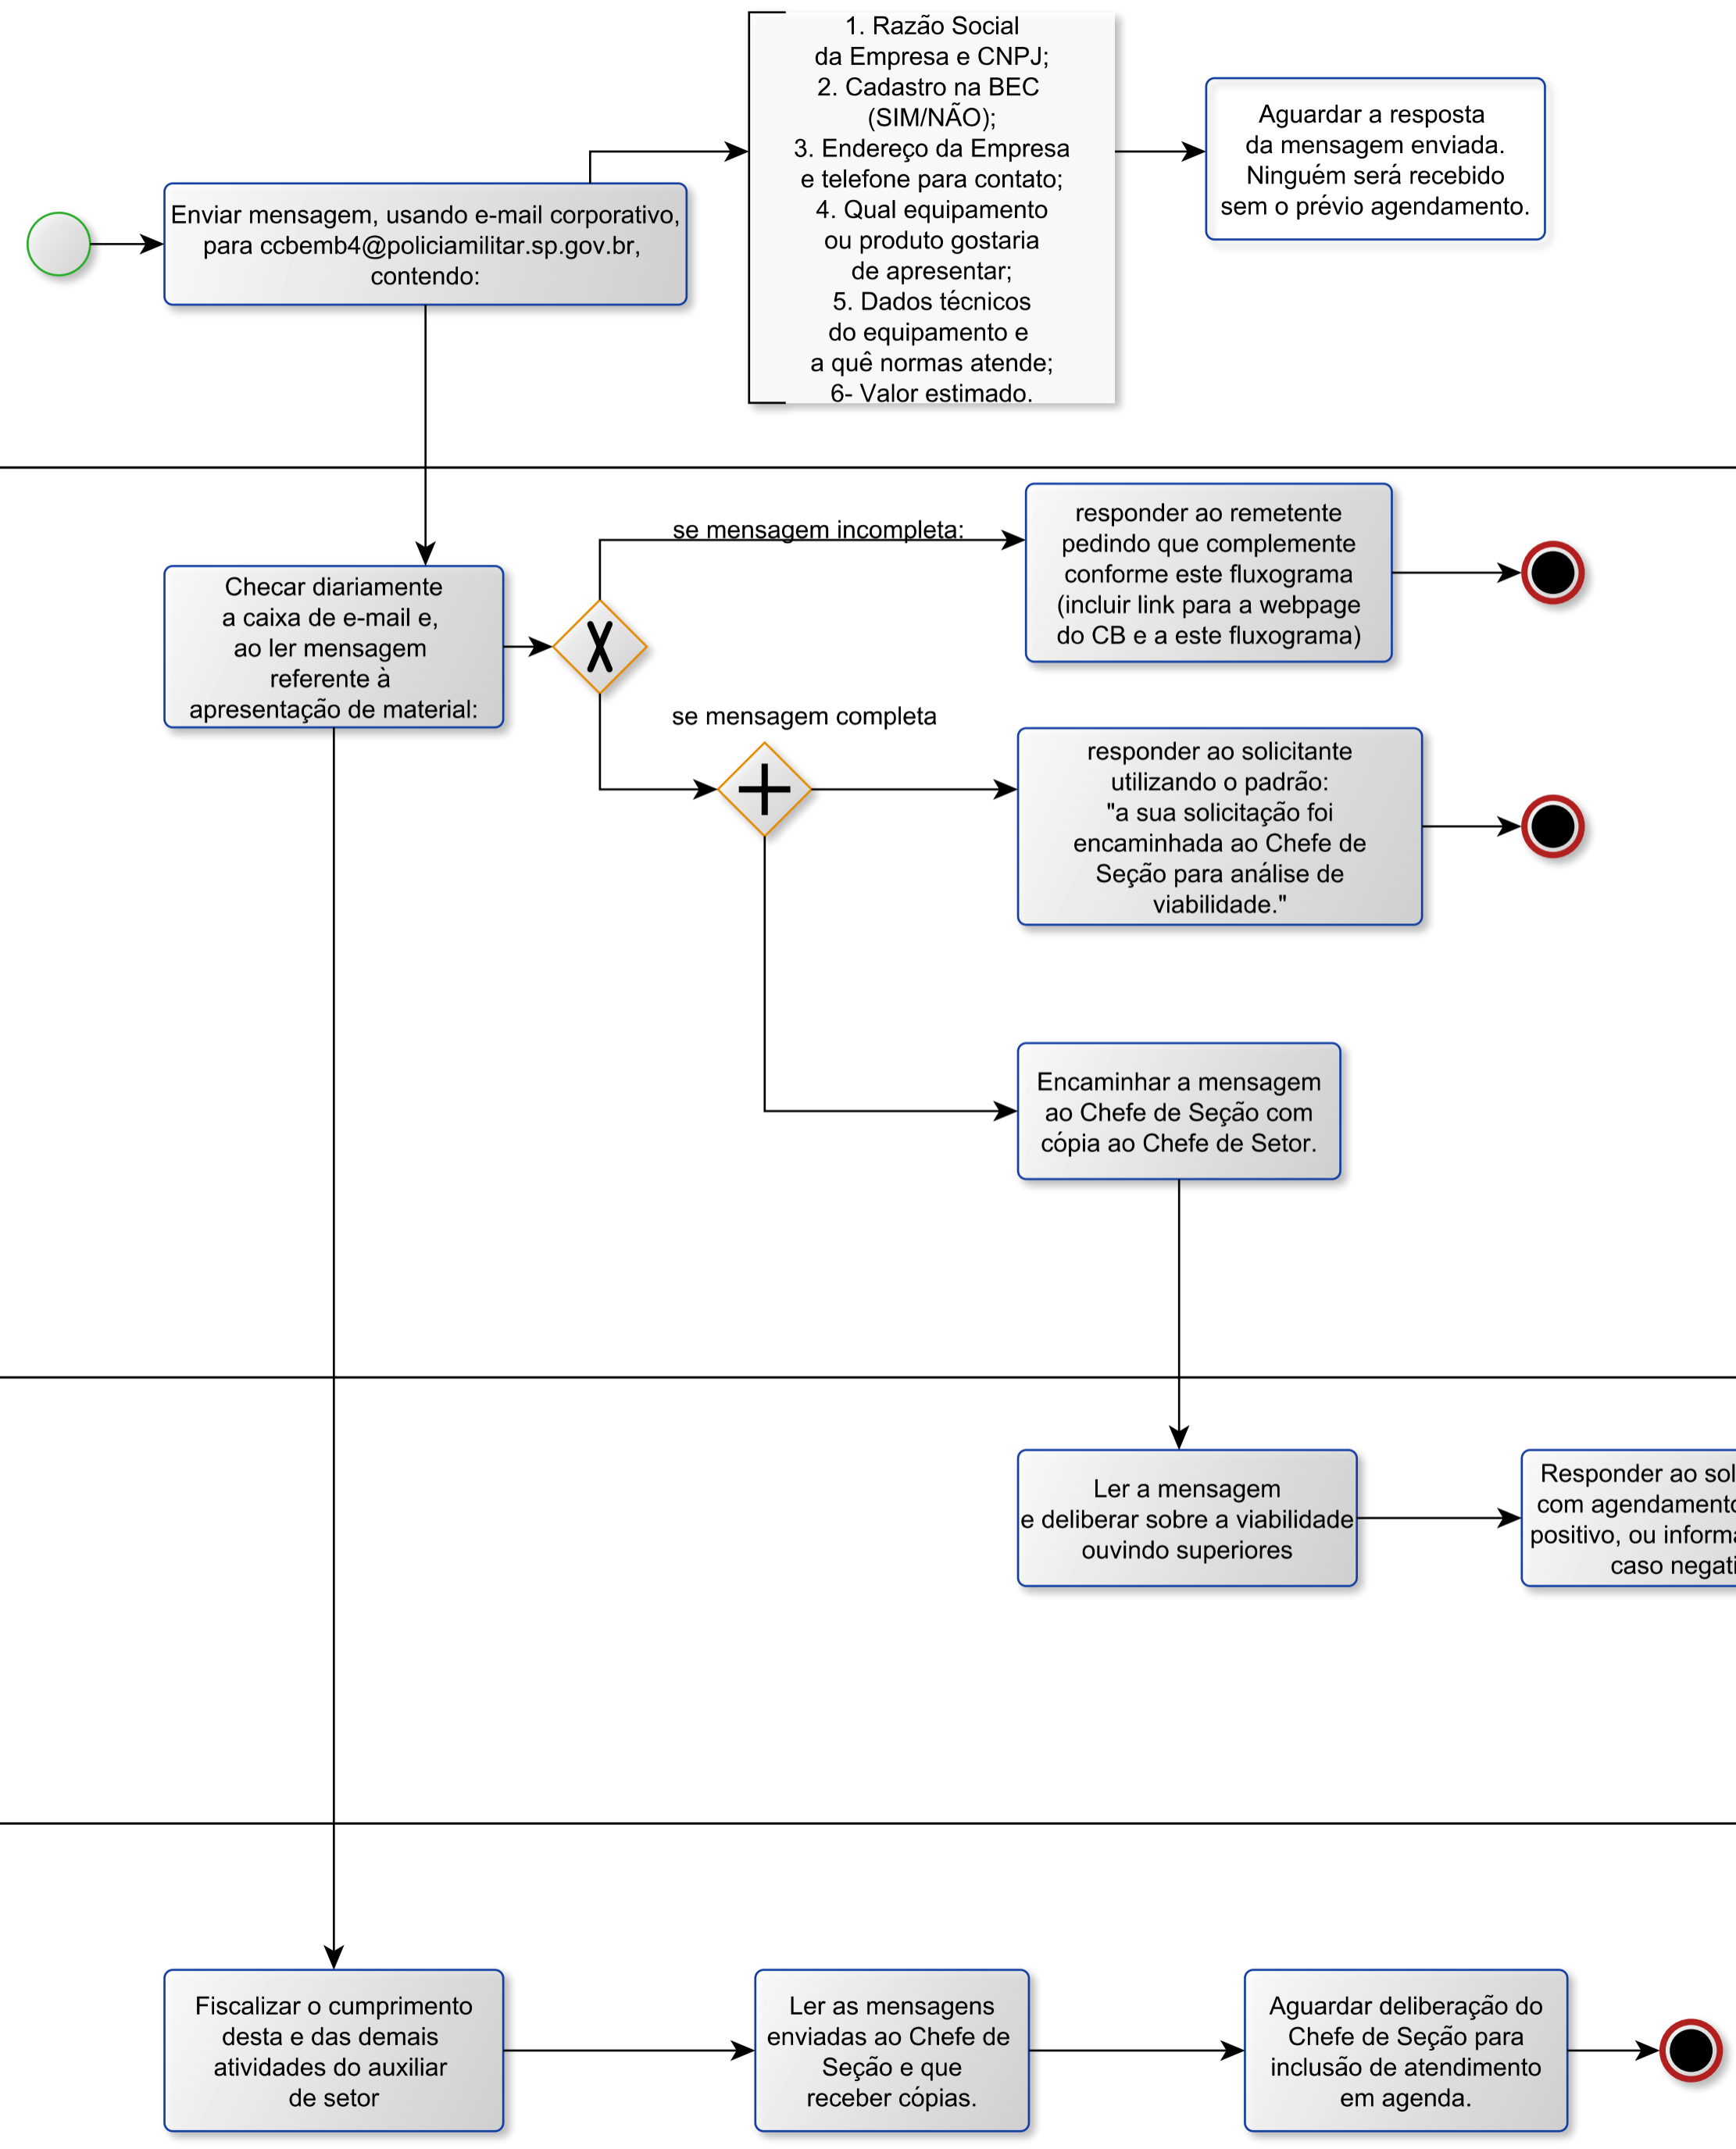 1. Razão Social
da Empresa e CNPJ;
2. Cadastro na BEC
(SIM/NÃO);
3. Endereço da Empresa
e telefone para contato;
4. Qual equipamento
ou produto gostaria
de apresentar;
5. Dados técnicos
do equipamento e
a quê normas atende;
6- Valor estimado.
Aguardar a resposta
da mensagem enviada.
Ninguém será recebido
sem o prévio agendamento.
Enviar mensagem, usando e-mail corporativo,
para ccbemb4@policiamilitar.sp.gov.br,
contendo:
se mensagem incompleta:
responder ao remetente
pedindo que complemente
conforme este fluxograma
(incluir link para a webpage
do CB e a este fluxograma)
Checar diariamente
a caixa de e-mail e,
ao ler mensagem
referente à
apresentação de material:
se mensagem completa
responder ao solicitante
utilizando o padrão:
"a sua solicitação foi
encaminhada ao Chefe de
Seção para análise de
viabilidade."
Encaminhar a mensagem
ao Chefe de Seção com
cópia ao Chefe de Setor.
Ler a mensagem
e deliberar sobre a viabilidade
ouvindo superiores
Responder ao
com agendamento
positivo, ou
caso
Fiscalizar o cumprimento
desta e das demais
atividades do auxiliar
de setor
Ler as mensagens
enviadas ao Chefe de
Seção e que
receber cópias.
Aguardar deliberação do
Chefe de Seção para
inclusão de atendimento
em agenda.